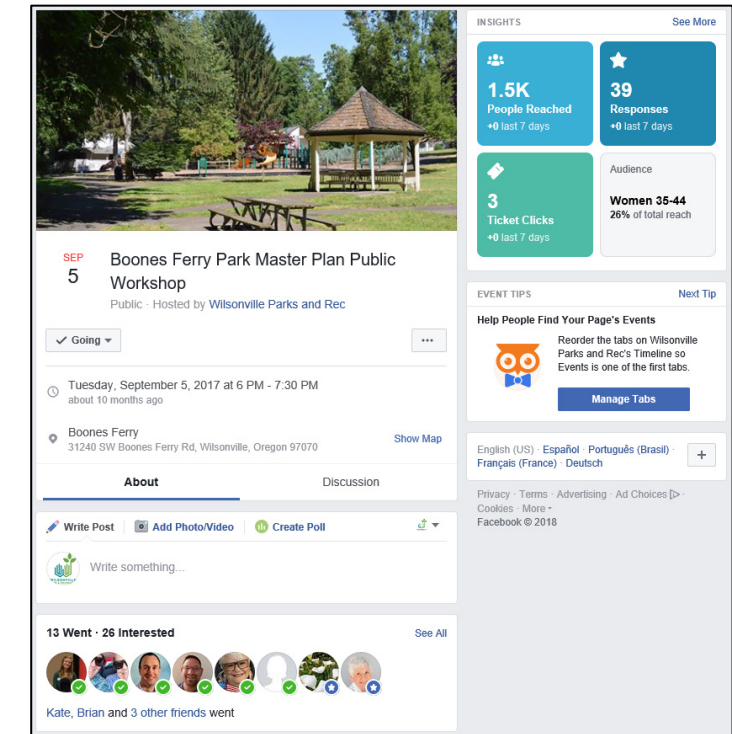 SEP
5
Boones Ferry Park Master Plan Public
Workshop
Public · Hosted by Wilsonville Parks and Rec
Going
Tuesday, September 5, 2017 at 6 PM - 7:30 PM
about 10 months ago
Boones Ferry
31240 SW Boones Ferry Rd, Wilsonville, Oregon 97070
Show Map
About
Discussion
Write Post
Add Photo/Video
Create Poll
Write something...
13 Went · 26 Interested
See All
Kate, Brian and 3 other friends went
INSIGHTS
See More
1.5K
People Reached
+0 last 7 days
39
Responses
+0 last 7 days
3
Ticket Clicks
+0 last 7 days
Audience
Women 35-44
26% of total reach
EVENT TIPS
Next Tip
Help People Find Your Page's Events
Reorder the tabs on Wilsonville
Parks and Rec's Timeline so
Events is one of the first tabs.
Manage Tabs
English (US) · Español · Português (Brasil) ·
Français (France) · Deutsch
Privacy · Terms · Advertising · Ad Choices ·
Cookies · More
Facebook © 2018